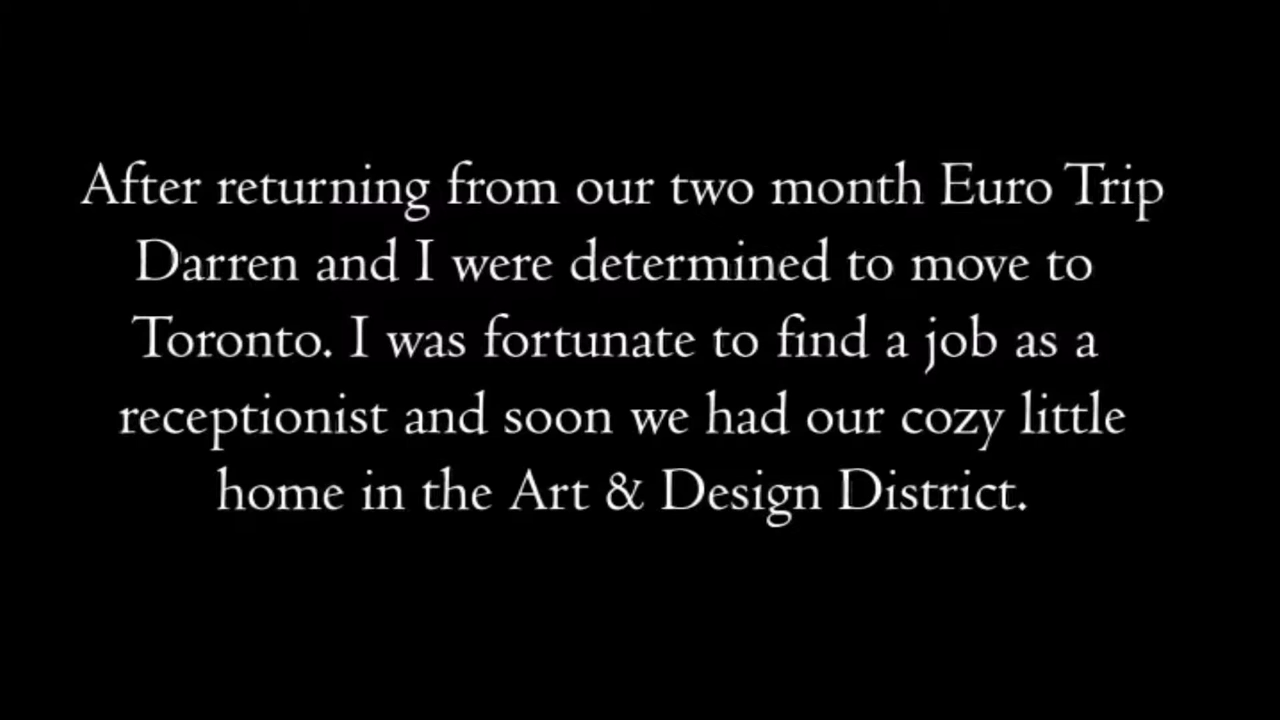 After returning from our two month Euro Trip
Darren and I were determined to move to
Toronto. I was fortunate to find a job as a
receptionist and soon we had our cozy little
home in the Art & Design District.